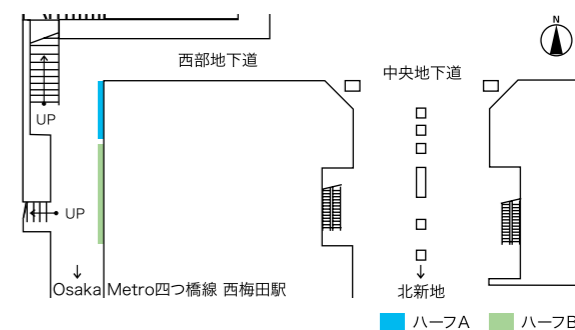 N
西部地下道
中央地下道
UP
UP
Osaka Metro四つ橋線 西梅田駅
北新地
ハーフA
ハーフB